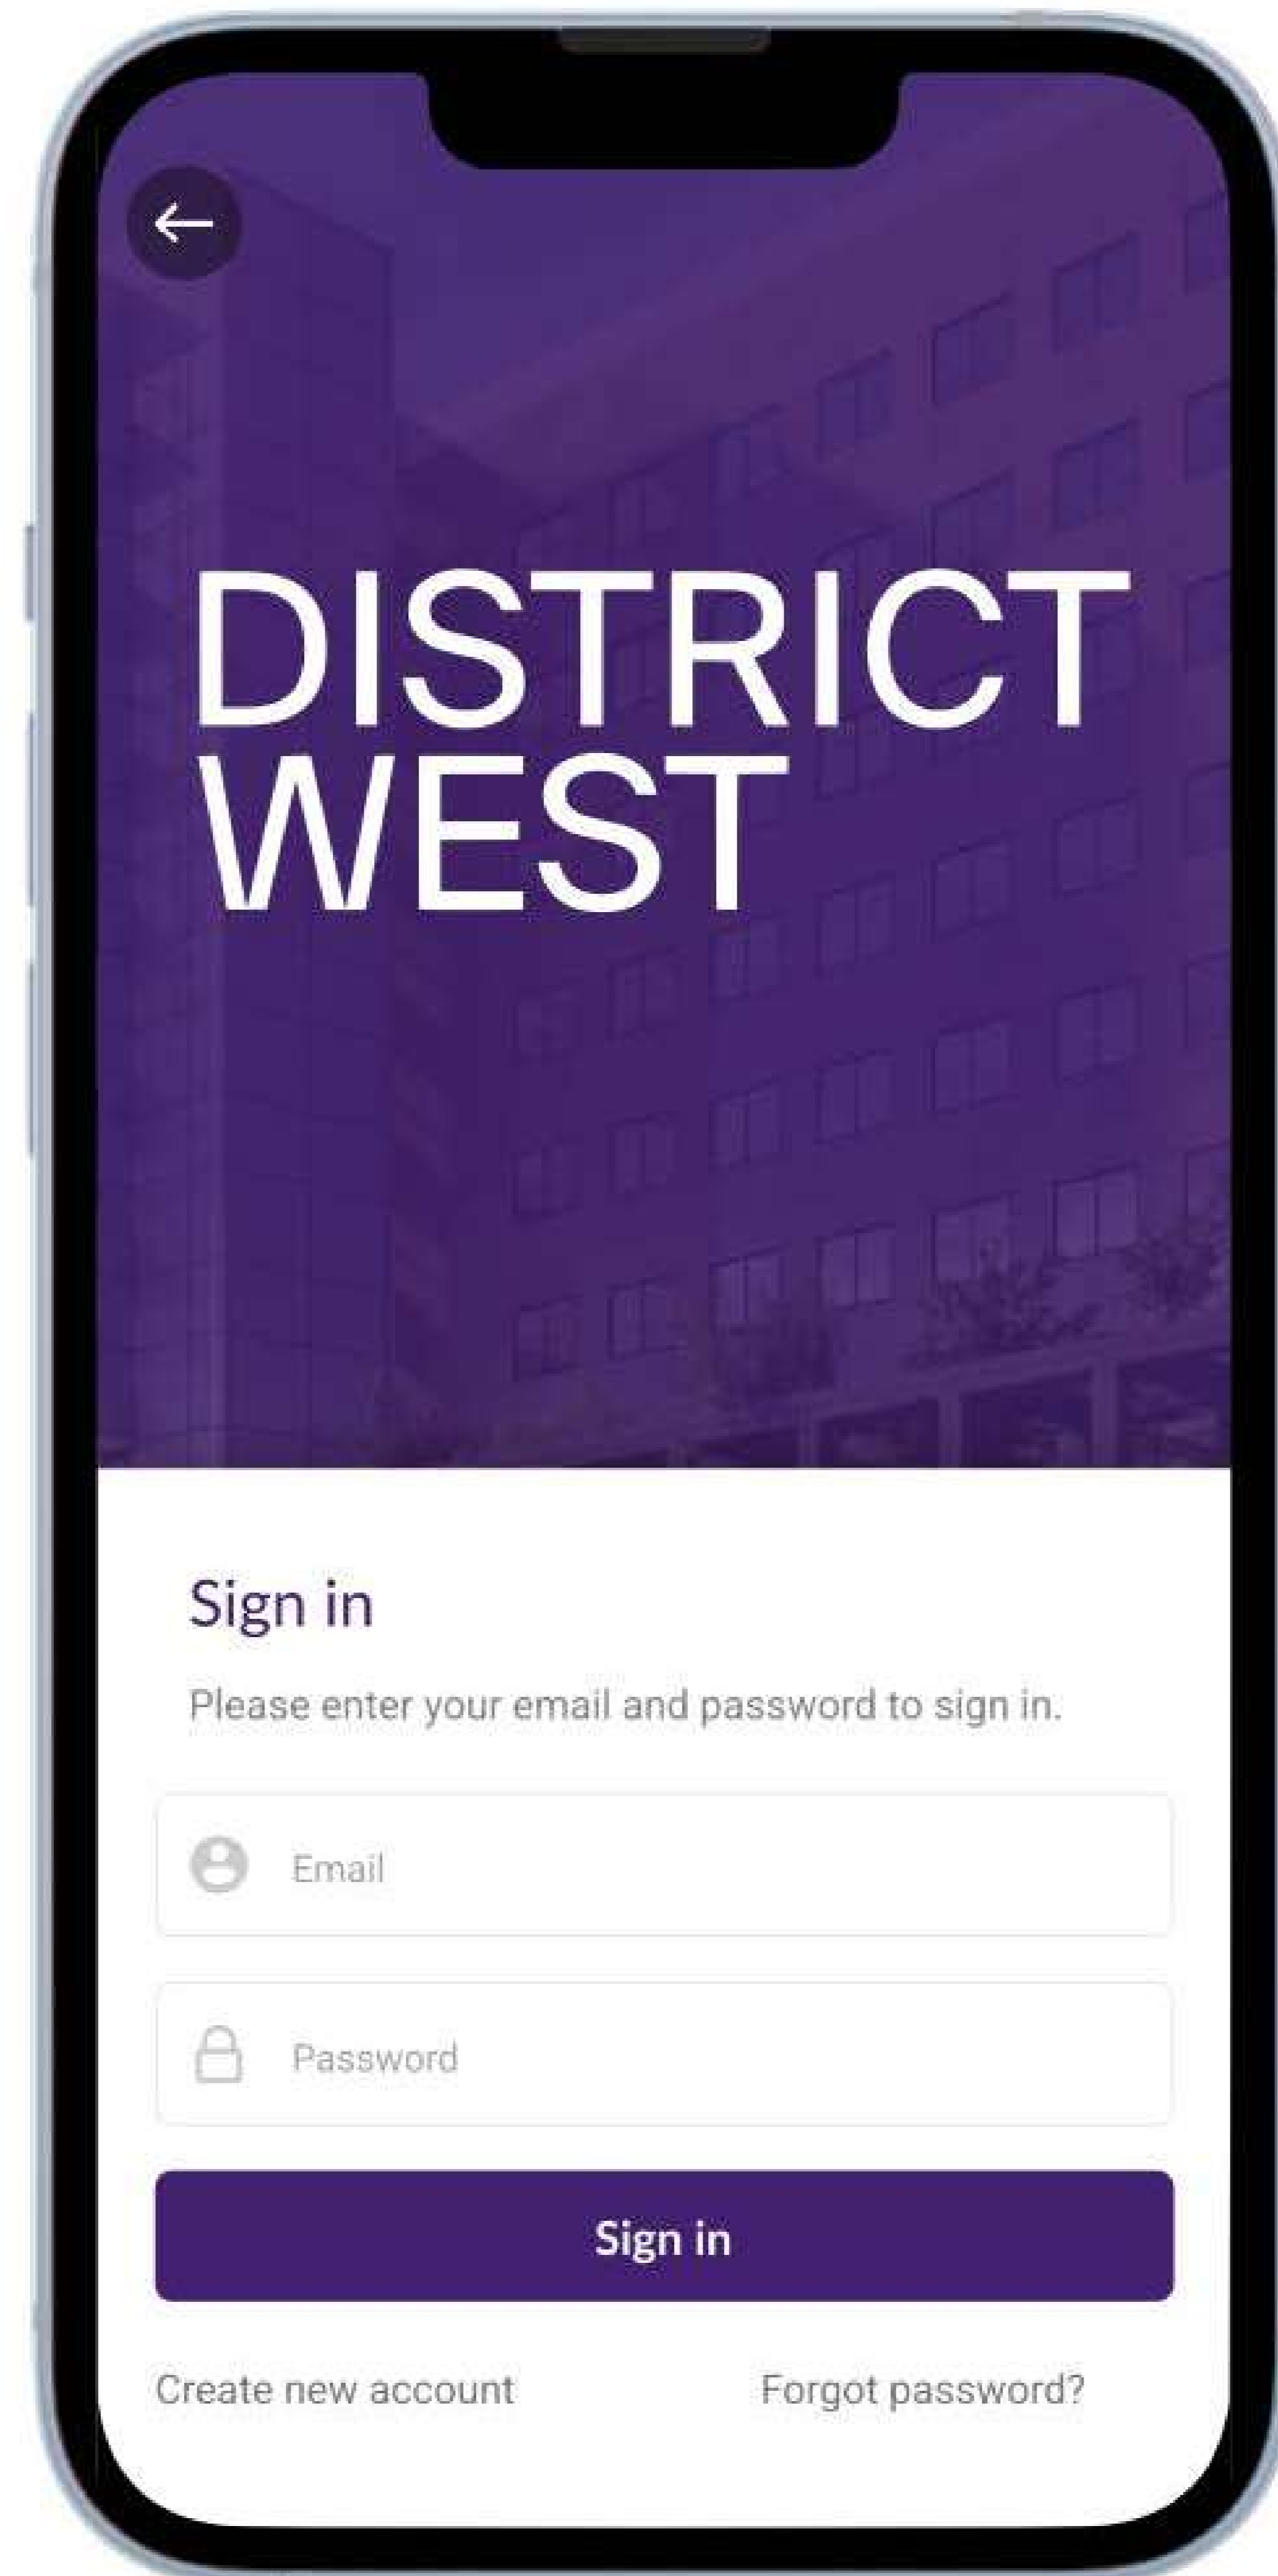 DISTRICT
WEST
Sign in
Please enter your email and password to sign in.
Email
Password
Sign in
Create new account
Forgot password?